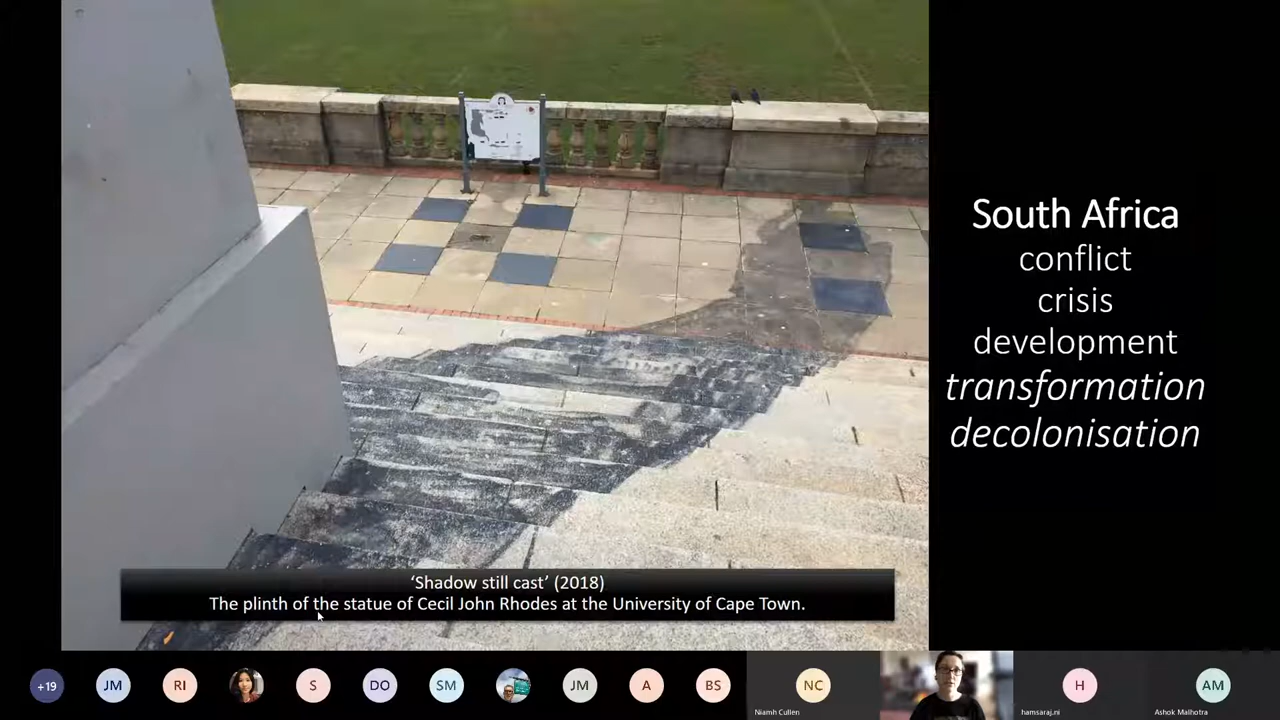 South Africa
conflict
crisis
development
transformation
decolonisation
‘Shadow still cast’ (2018)
The plinth of the statue of Cecil John Rhodes at the University of Cape Town.
+19
JM
RI
S
DO
SM
JM
A
BS
NC
Niamh Cullen
H
hamsaraj.ni
AM
Ashok Malhotra